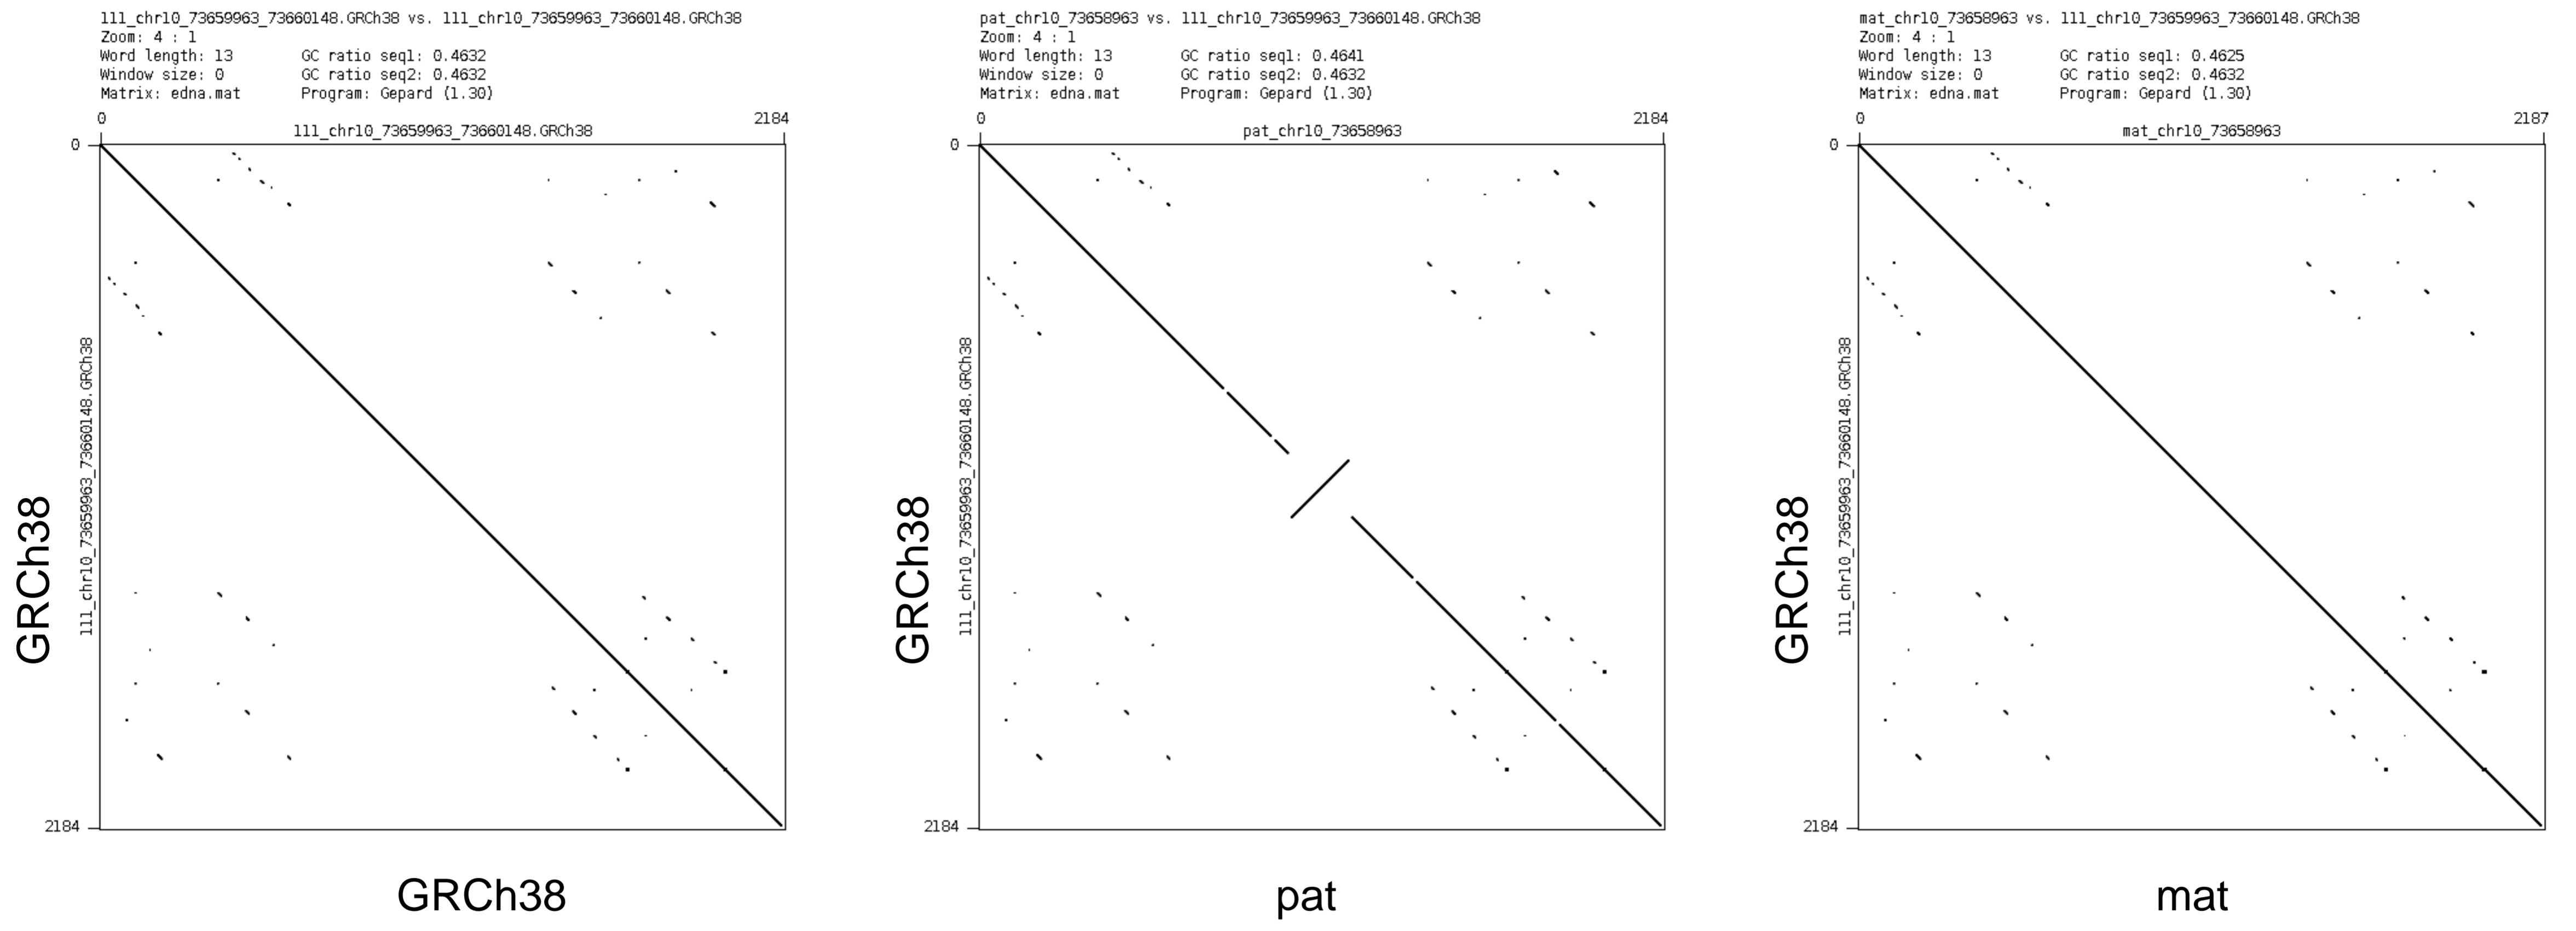 111_chr10_73659963_73660148.GRCh38 vs. 111_chr10_73659963_73660148.GRCh38
Zoom: 4 : 1
Word length: 13 GC ratio seq1: 0.4632
Window size: 0 GC ratio seq2: 0.4632
Matrix: edna.mat Program: Gepard (1.30)
0 2184
111_chr10_73659963_73660148.GRCh38
0
111_chr10_73659963_73660148.GRCh38
GRCh38
2184
GRCh38
pat_chr10_73658963 vs. 111_chr10_73659963_73660148.GRCh38
Zoom: 4 : 1
Word length: 13 GC ratio seq1: 0.4641
Window size: 0 GC ratio seq2: 0.4632
Matrix: edna.mat Program: Gepard (1.30)
0 2184
pat_chr10_73658963
0
111_chr10_73659963_73660148.GRCh38
GRCh38
2184
pat
mat_chr10_73658963 vs. 111_chr10_73659963_73660148.GRCh38
Zoom: 4 : 1
Word length: 13 GC ratio seq1: 0.4625
Window size: 0 GC ratio seq2: 0.4632
Matrix: edna.mat Program: Gepard (1.30)
0 2187
mat_chr10_73658963
0
111_chr10_73659963_73660148.GRCh38
GRCh38
2184
mat